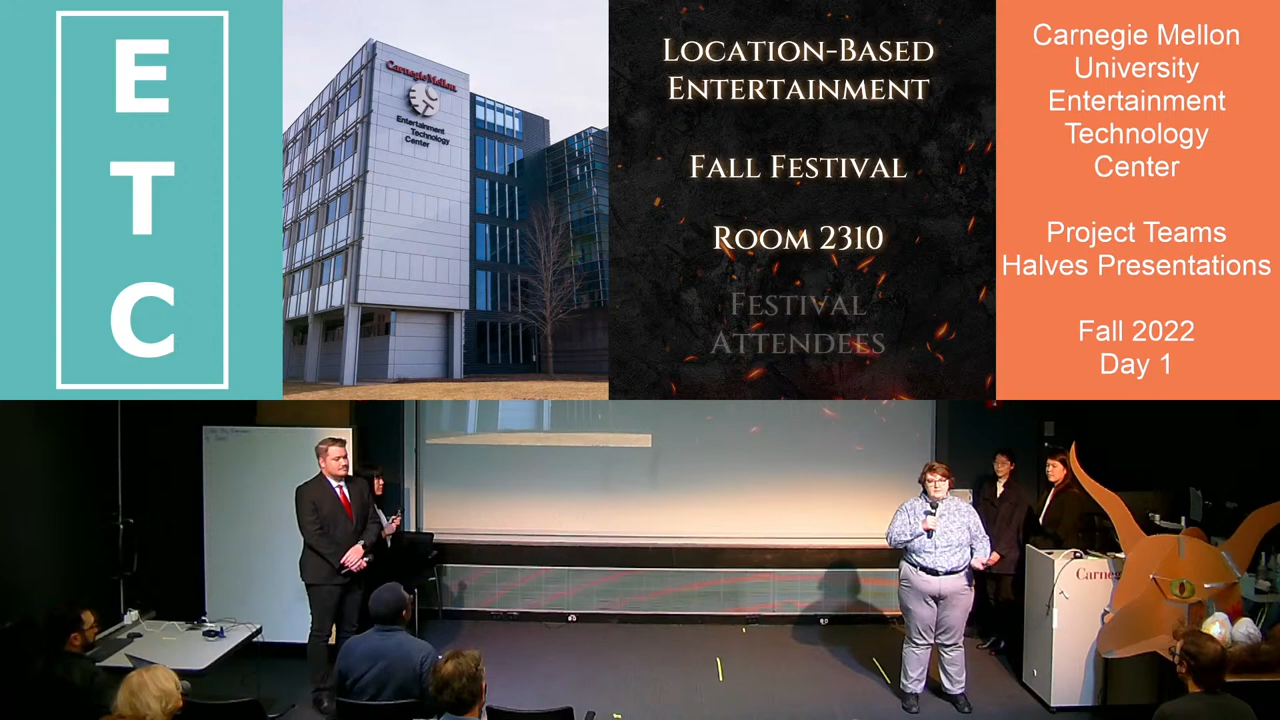 E
T
C
Carnegie Mellon
Entertainment
Technology
Center
LOCATION-BASED
ENTERTAINMENT
FALL FESTIVAL
ROOM 2310
FESTIVAL
ATTENDEES
Carnegie Mellon
University
Entertainment
Technology
Center
Project Teams
Halves Presentations
Fall 2022
Day 1
Carneg